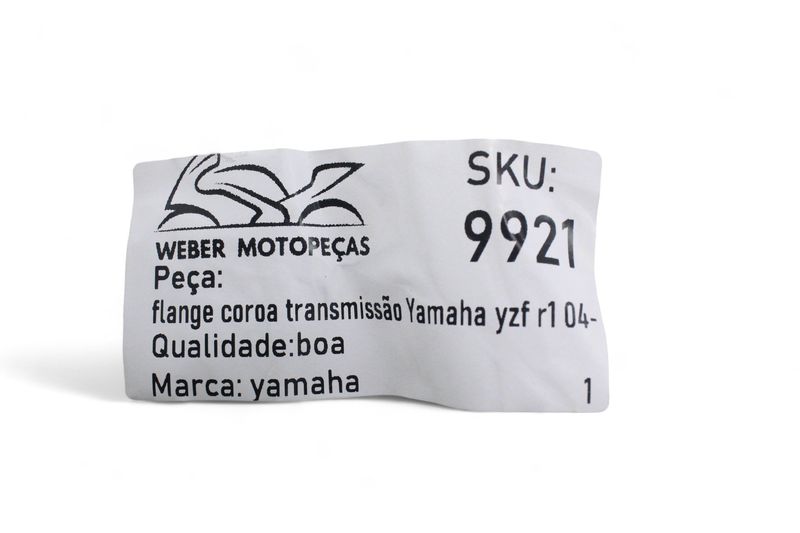 WEBER MOTOPEÇAS
SKU:
9921
Peça:
flange coroa transmissão Yamaha yzf r1 04-
Qualidade:boa
Marca: yamaha
1